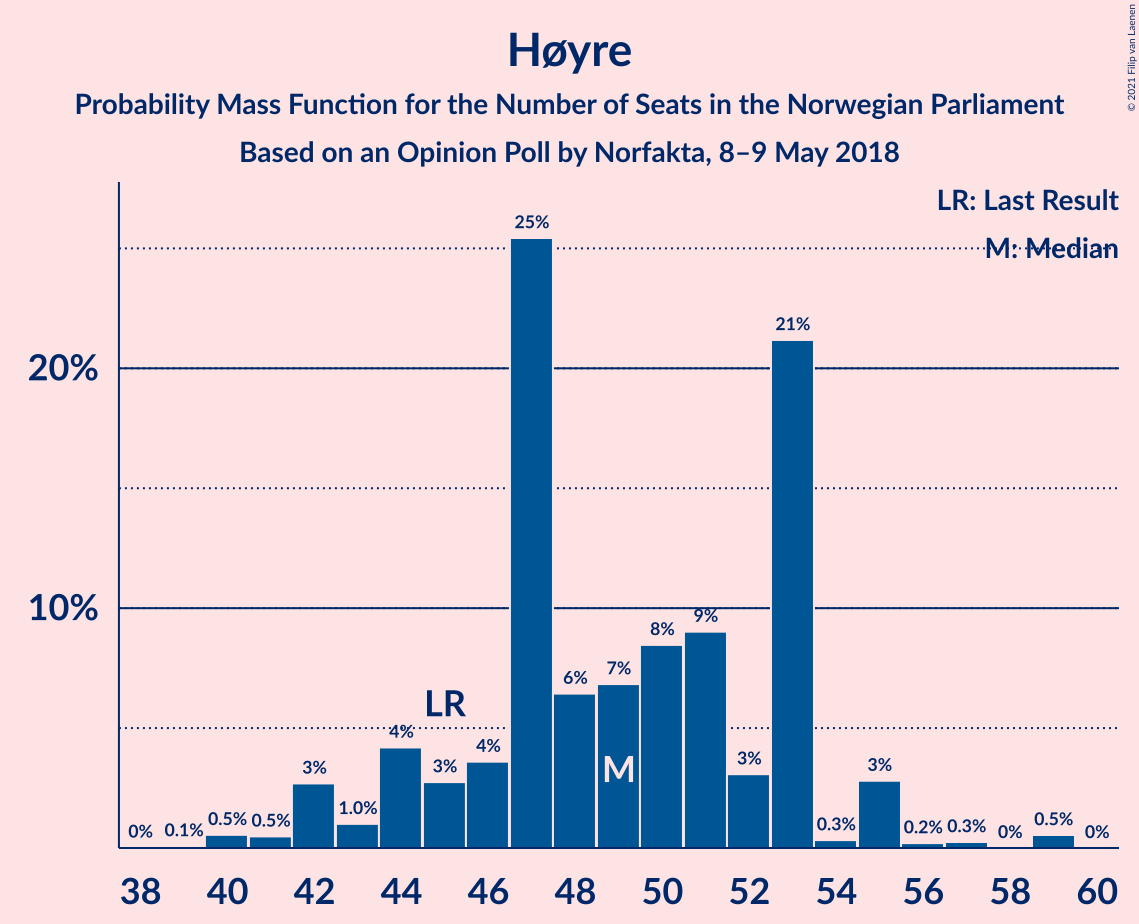 Høyre
Probability Mass Function for the Number of Seats in the Norwegian Parliament
Based on an Opinion Poll by Norfakta, 8–9 May 2018
© 2021 Filip van Laenen
LR: Last Result
M: Median
20%
10%
0%
0.1%
0.5%
0.5%
3%
1.0%
4%
3%
LR
4%
25%
6%
7%
M
8%
9%
3%
21%
0.3%
3%
0.2%
0.3%
0%
0.5%
0%
38 40 42 44 46 48 50 52 54 56 58 60